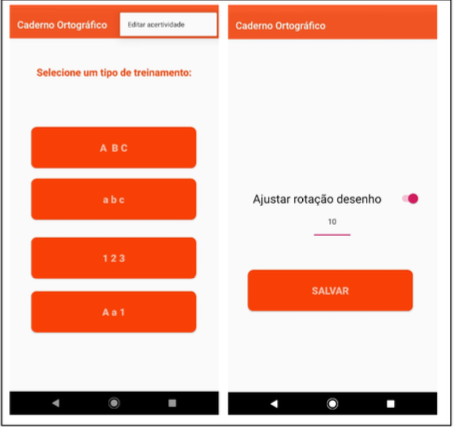 Caderno Ortográfico
Editar acertividade
Selecione um tipo de treinamento:
A B C
a b c
1 2 3
A a 1
Caderno Ortográfico
Ajustar rotação desenho
10
SALVAR